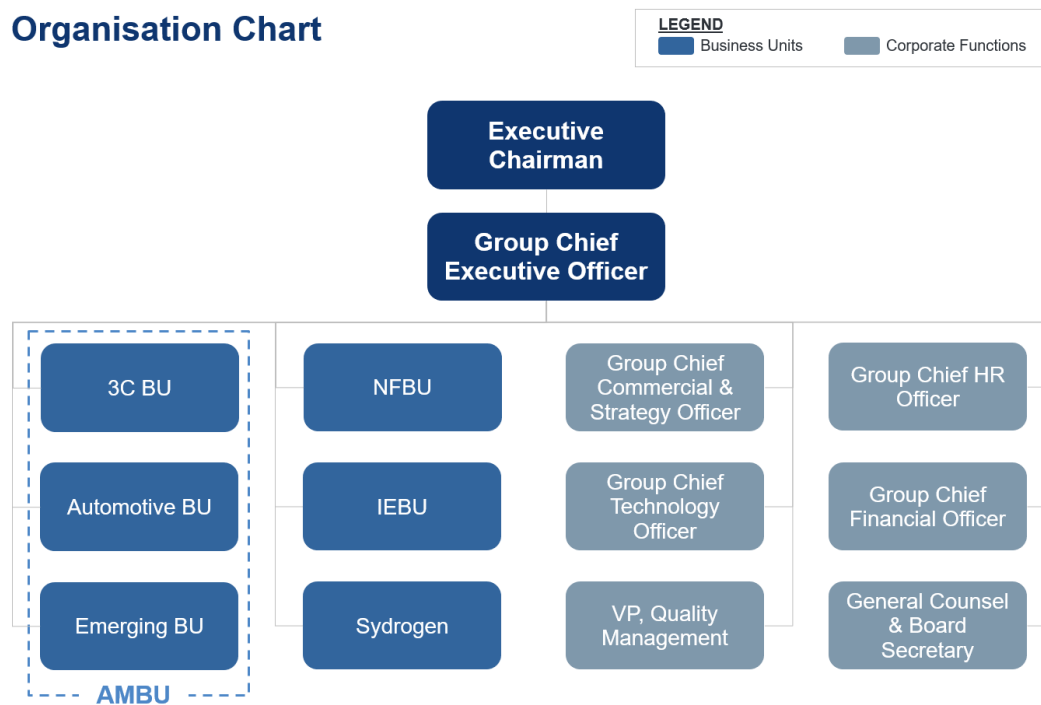 Organisation Chart
LEGEND
Business Units
Corporate Functions
Executive
Chairman
Group Chief
Executive Officer
3C BU
Automotive BU
Emerging BU
AMBU
NFBU
IEBU
Sydrogen
Group Chief
Commercial &
Strategy Officer
Group Chief
Technology
Officer
VP, Quality
Management
Group Chief HR
Officer
Group Chief
Financial Officer
General Counsel
& Board
Secretary